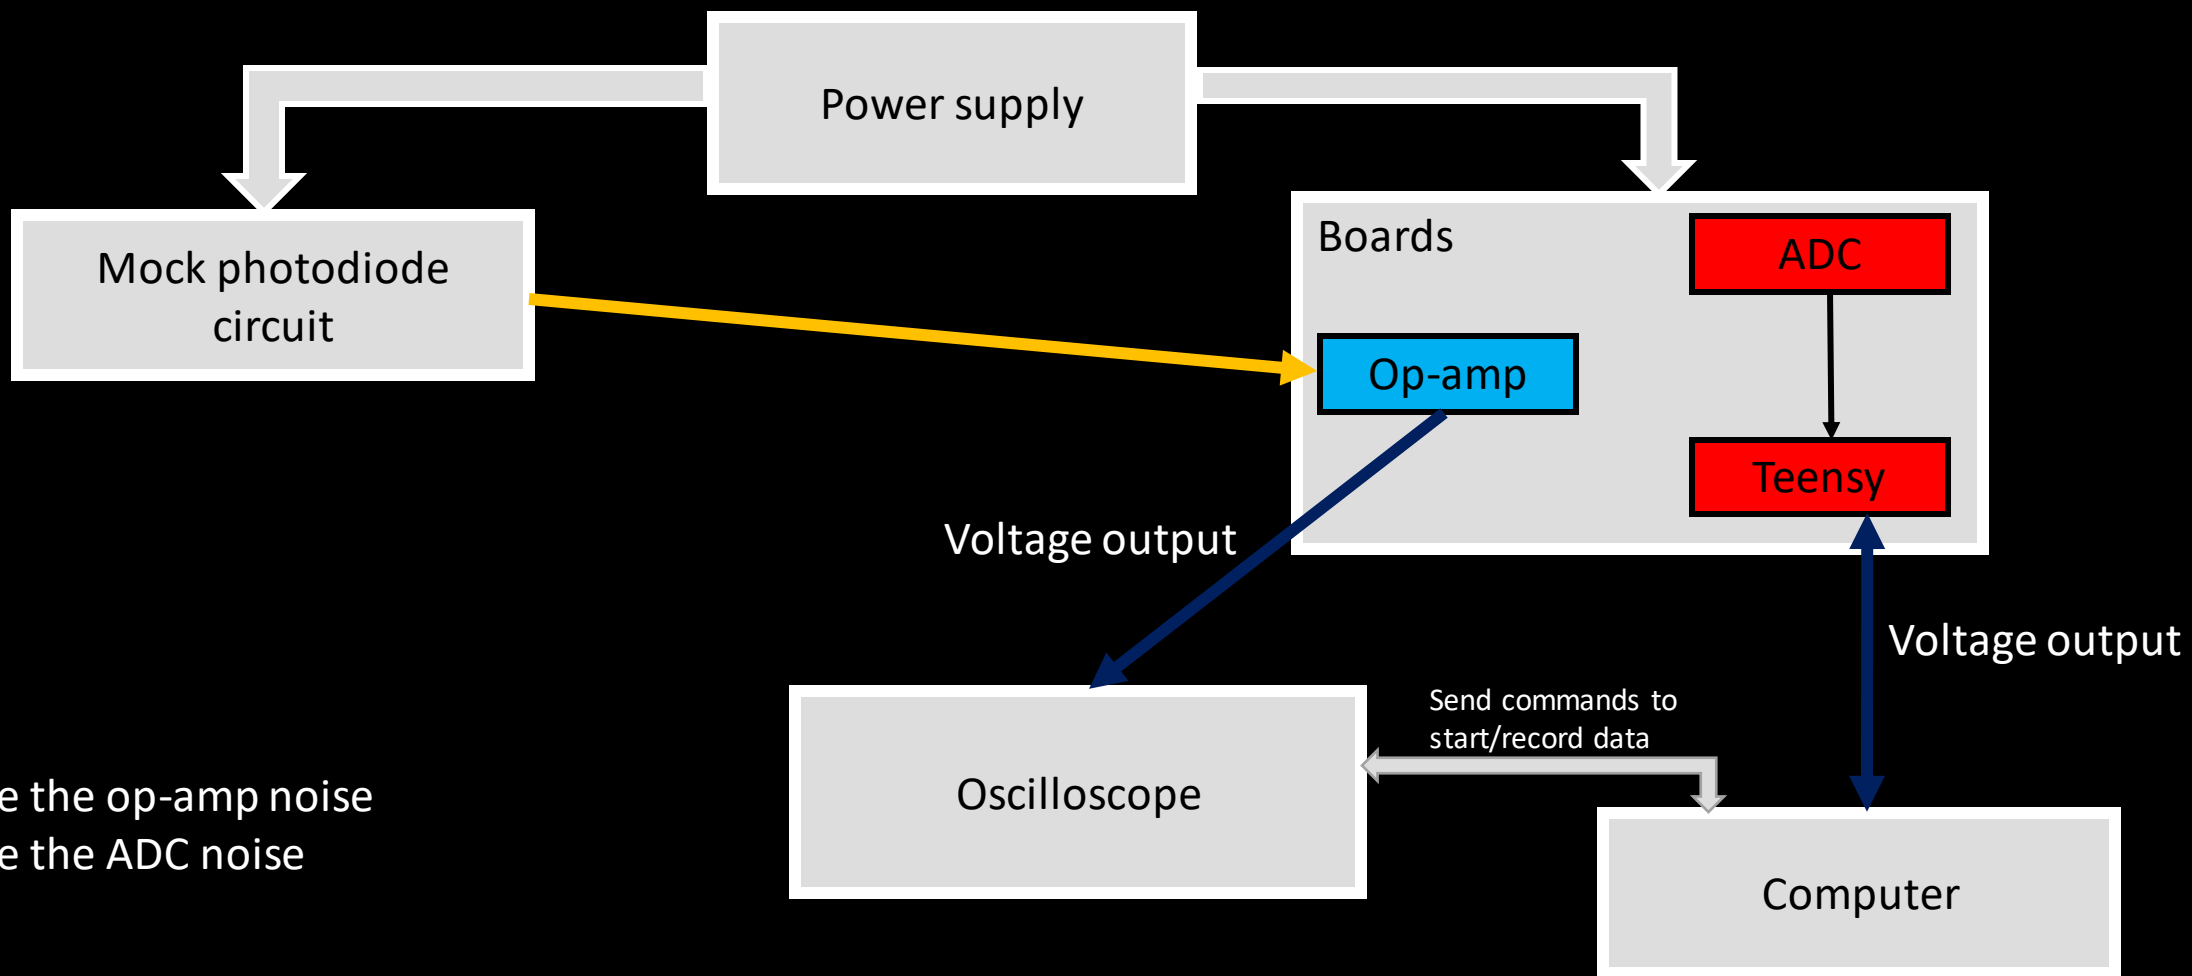 Power supply
Boards
ADC
Mock photodiode
circuit
Op-amp
Teensy
Voltage output
Voltage output
Send commands to
start/record data
Oscilloscope
the op-amp noise
the ADC noise
Computer